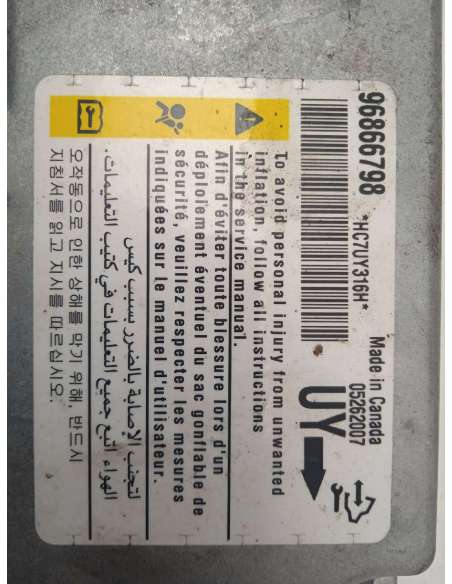 96866798
*HC7UY316H*
Made in Canada
05262007
UY
To avoid personal injury from unwanted
inflation, follow all instructions
in the service manual.
Afin d'éviter toute blessure lors d'un
déploiement éventuel du sac gonflable de
sécurité, veuillez respecter les mesures
indiquées sur le manuel d'utilisateur.
لتجنب الإصابة بالضرر بسبب كيس
الهواء اتبع جميع التعليمات في كتيب التعليمات.
오작동으로 인한 상해를 막기 위해, 반드시
지침서를 읽고 지시를 따르십시오.